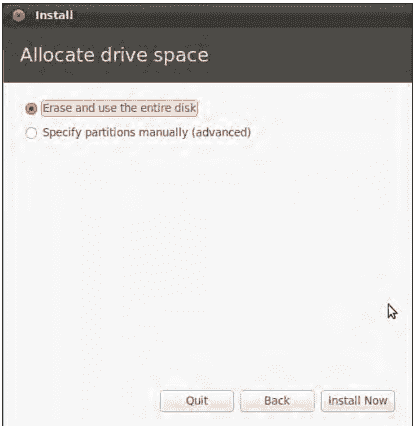 Install
Allocate drive space
Erase and use the entire disk
Specify partitions manually (advanced)
Quit Back Install Now